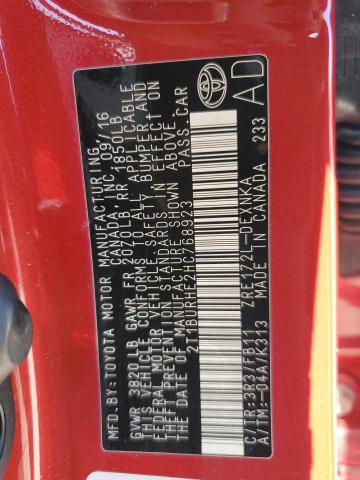 MFD.BY:TOYOTA MOTOR MANUFACTURING
CANADA, INC. 09/16
GVWR 3820 LB GAWR FR 2070 LB, RR 1850LB
THIS VEHICLE CONFORMS TO ALL APPLICABLE
FEDERAL MOTOR VEHICLE SAFETY, BUMPER, AND
THEFT PREVENTION STANDARDS IN EFFECT ON
THE DATE OF MANUFACTURE SHOWN ABOVE.
2T1BURHE2HC768923 PASS. CAR
C/TR:3R3/FB11 ZRE172L-DEXNKA
A/TM:-04A/K313 MADE IN CANADA 233
AD